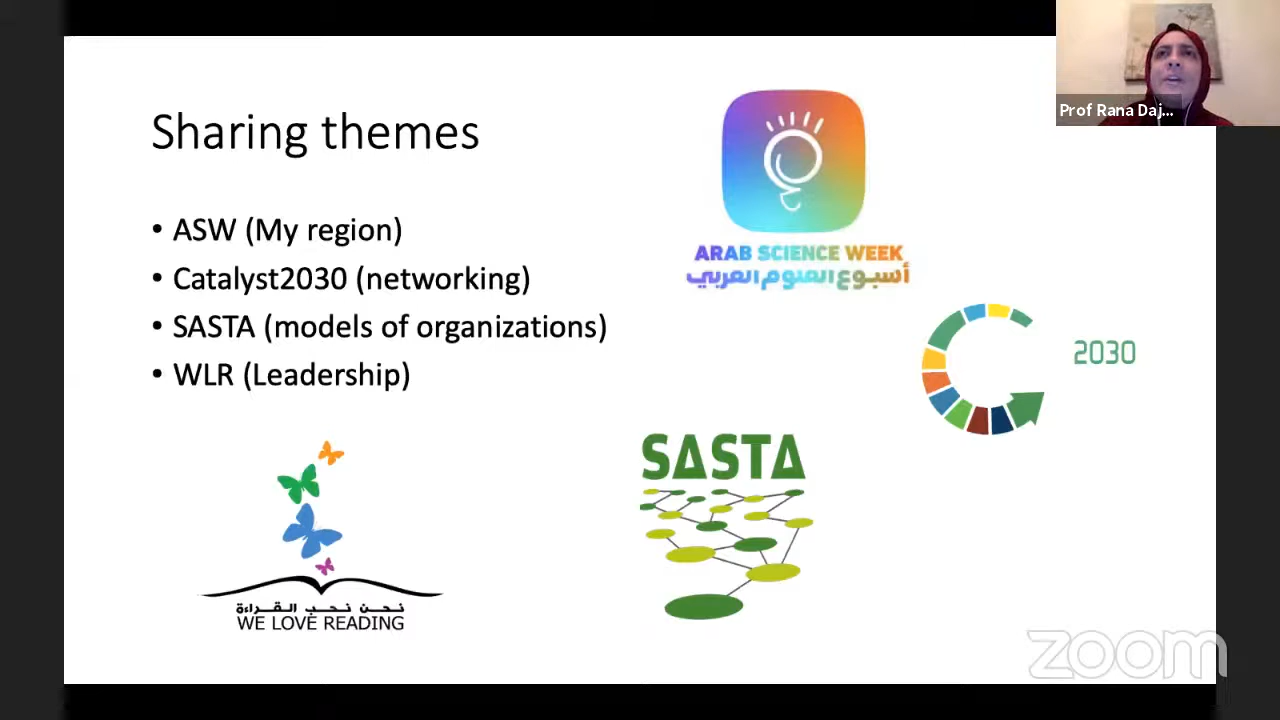 Prof Rana Daj...
Sharing themes
• ASW (My region)
• Catalyst2030 (networking)
• SASTA (models of organizations)
• WLR (Leadership)
ARAB SCIENCE WEEK
أسبوع العلوم العربي
2030
SASTA
نحن نحب القراءة
WE LOVE READING
zoom